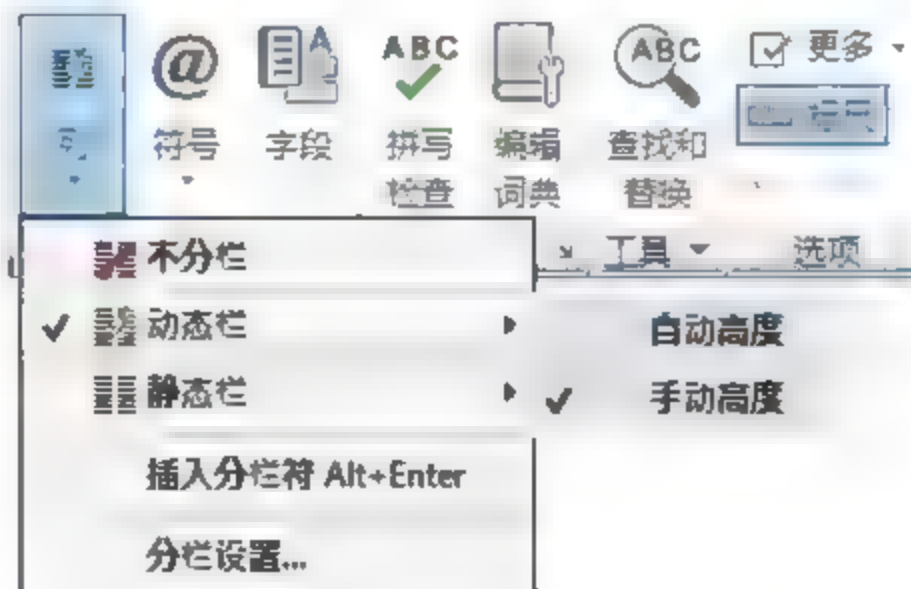 ABC
ABC
更多
符号
字段
拼写
检查
编辑
词典
查找和
替换
工具
选项
不分栏
动态栏
自动高度
静态栏
手动高度
插入分栏符 Alt+Enter
分栏设置...